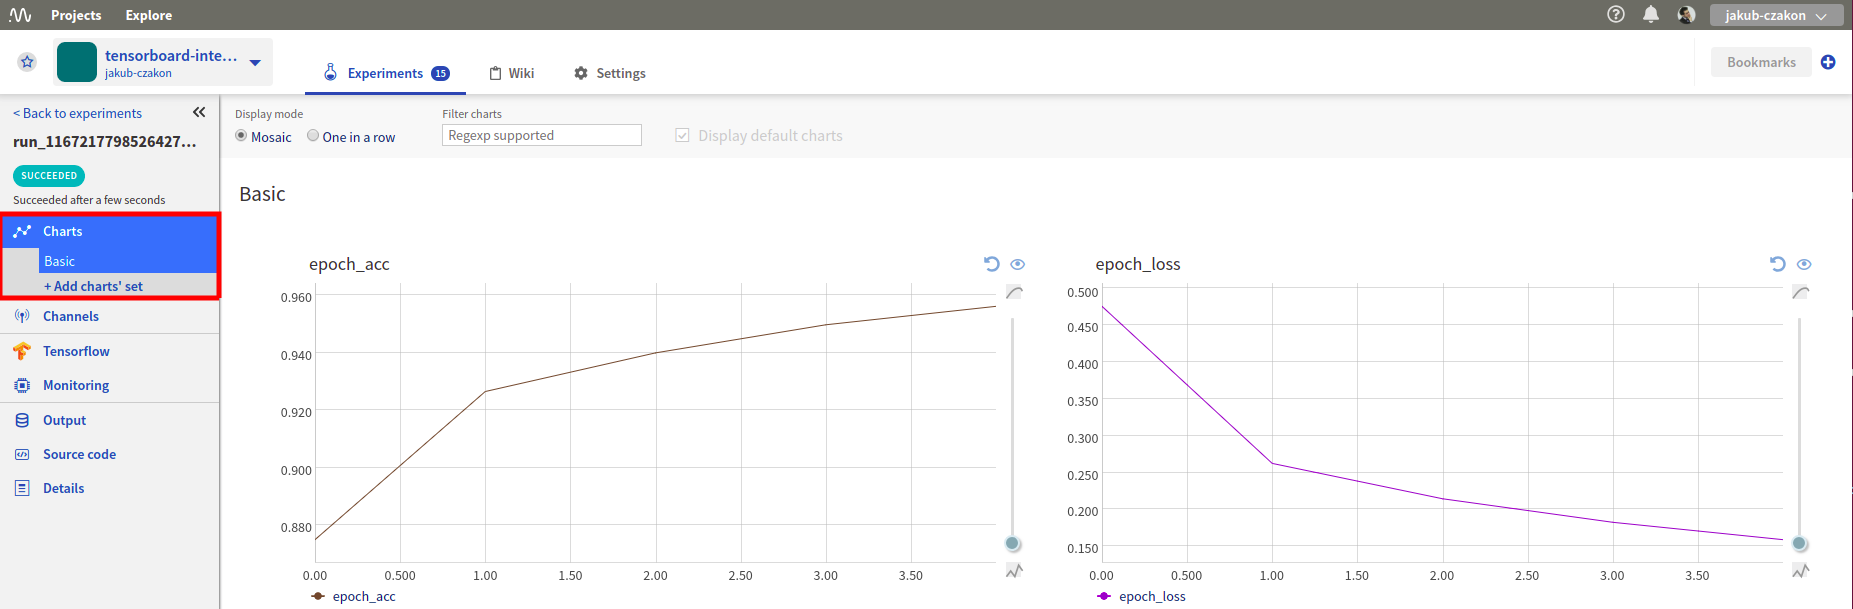 Projects Explore jakub-czakon
tensorboard-inte...
jakub-czakon
Experiments 15 Wiki Settings Bookmarks
< Back to experiments
run_1167217798526427...
SUCCEEDED
Succeeded after a few seconds
Charts
Basic
+ Add charts' set
Channels
Tensorflow
Monitoring
Output
Source code
Details
Display mode
Mosaic One in a row
Filter charts
Regexp supported
Display default charts
Basic
epoch_acc
0.960
0.940
0.920
0.900
0.880
0.00 0.500 1.00 1.50 2.00 2.50 3.00 3.50
epoch_acc
epoch_loss
0.500
0.450
0.400
0.350
0.300
0.250
0.200
0.150
0.00 0.500 1.00 1.50 2.00 2.50 3.00 3.50
epoch_loss